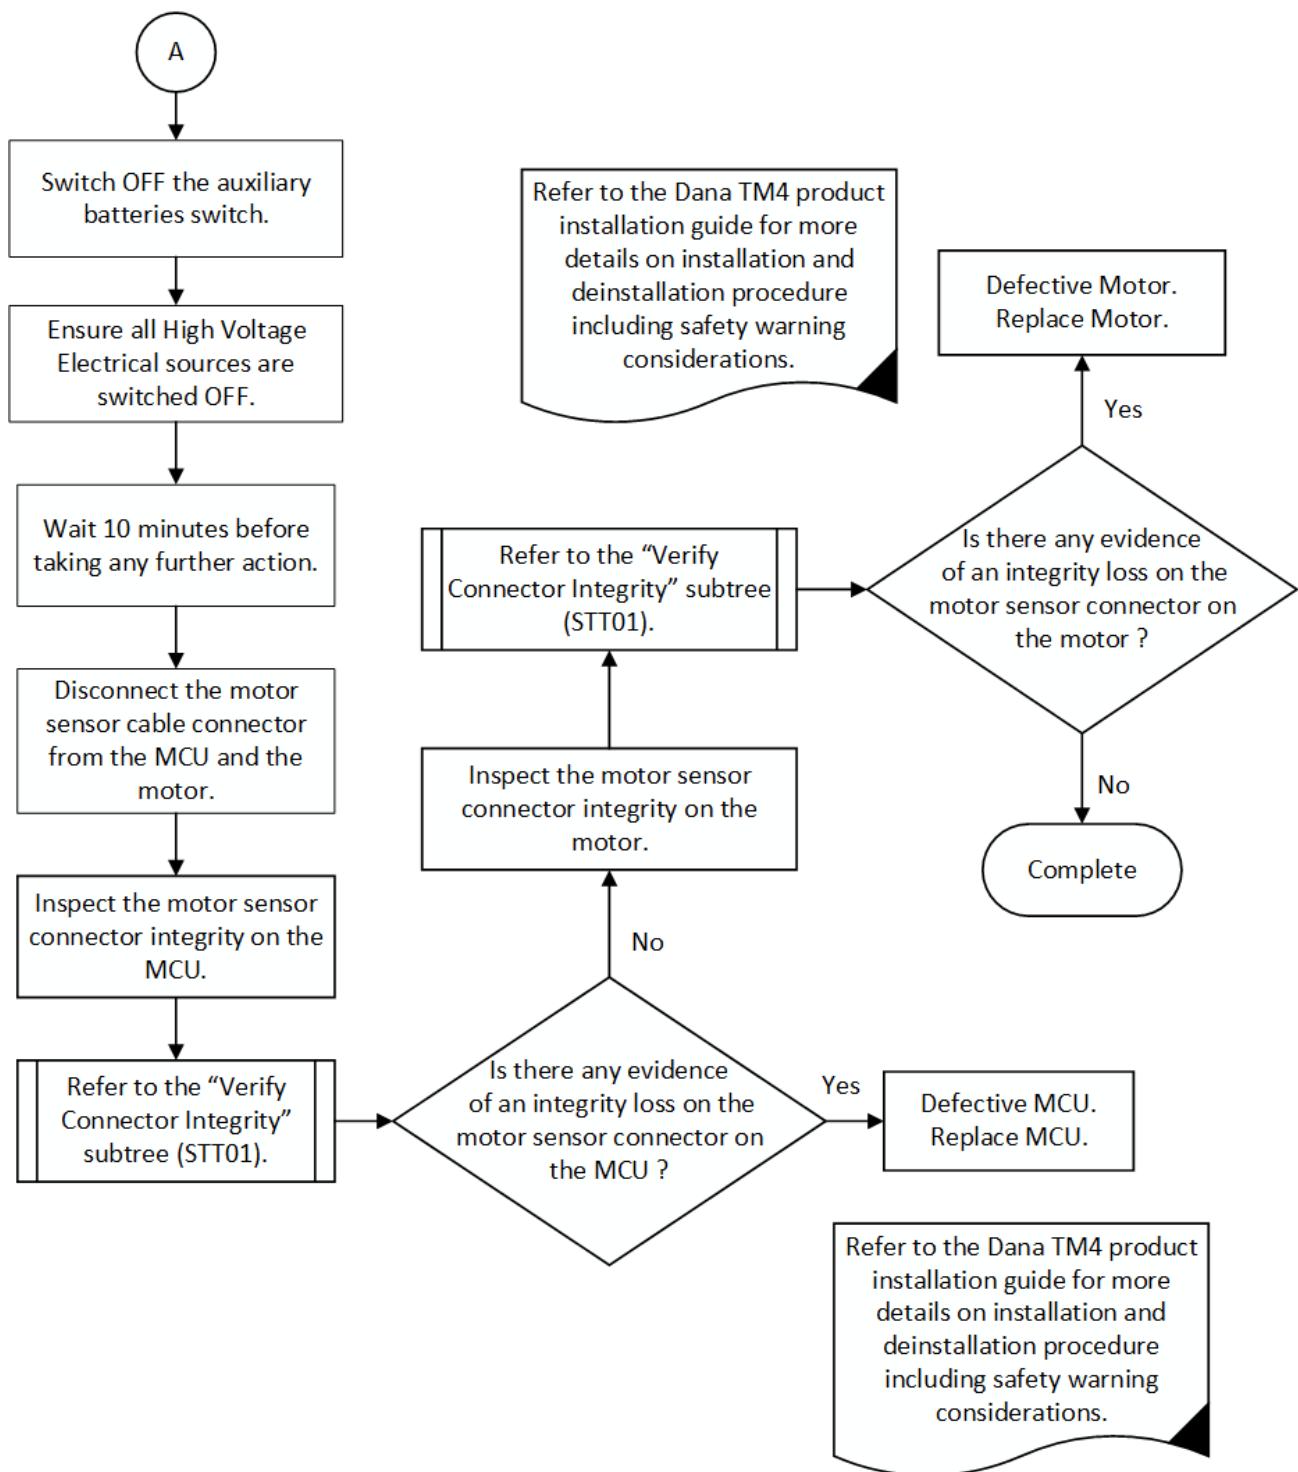 A
Switch OFF the auxiliary
batteries switch.
Ensure all High Voltage
Electrical sources are
switched OFF.
Wait 10 minutes before
taking any further action.
Disconnect the motor
sensor cable connector
from the MCU and the
motor.
Inspect the motor sensor
connector integrity on the
MCU.
Refer to the “Verify
Connector Integrity”
subtree (STT01).
Is there any evidence
of an integrity loss on the
motor sensor connector on
the MCU ?
Yes
Defective MCU.
Replace MCU.
Refer to the Dana TM4 product
installation guide for more
details on installation and
deinstallation procedure
including safety warning
considerations.
No
Inspect the motor sensor
connector integrity on the
motor.
Refer to the “Verify
Connector Integrity” subtree
(STT01).
Is there any evidence
of an integrity loss on the
motor sensor connector on
the motor ?
Yes
Defective Motor.
Replace Motor.
Refer to the Dana TM4 product
installation guide for more
details on installation and
deinstallation procedure
including safety warning
considerations.
No
Complete